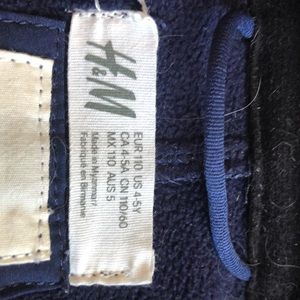 H&M
EUR 110 US 4-5Y
CA 4-5A CN 110/60
MX 110 AUS 5
Made in Myanmar/
Fabriqué en Birmanie